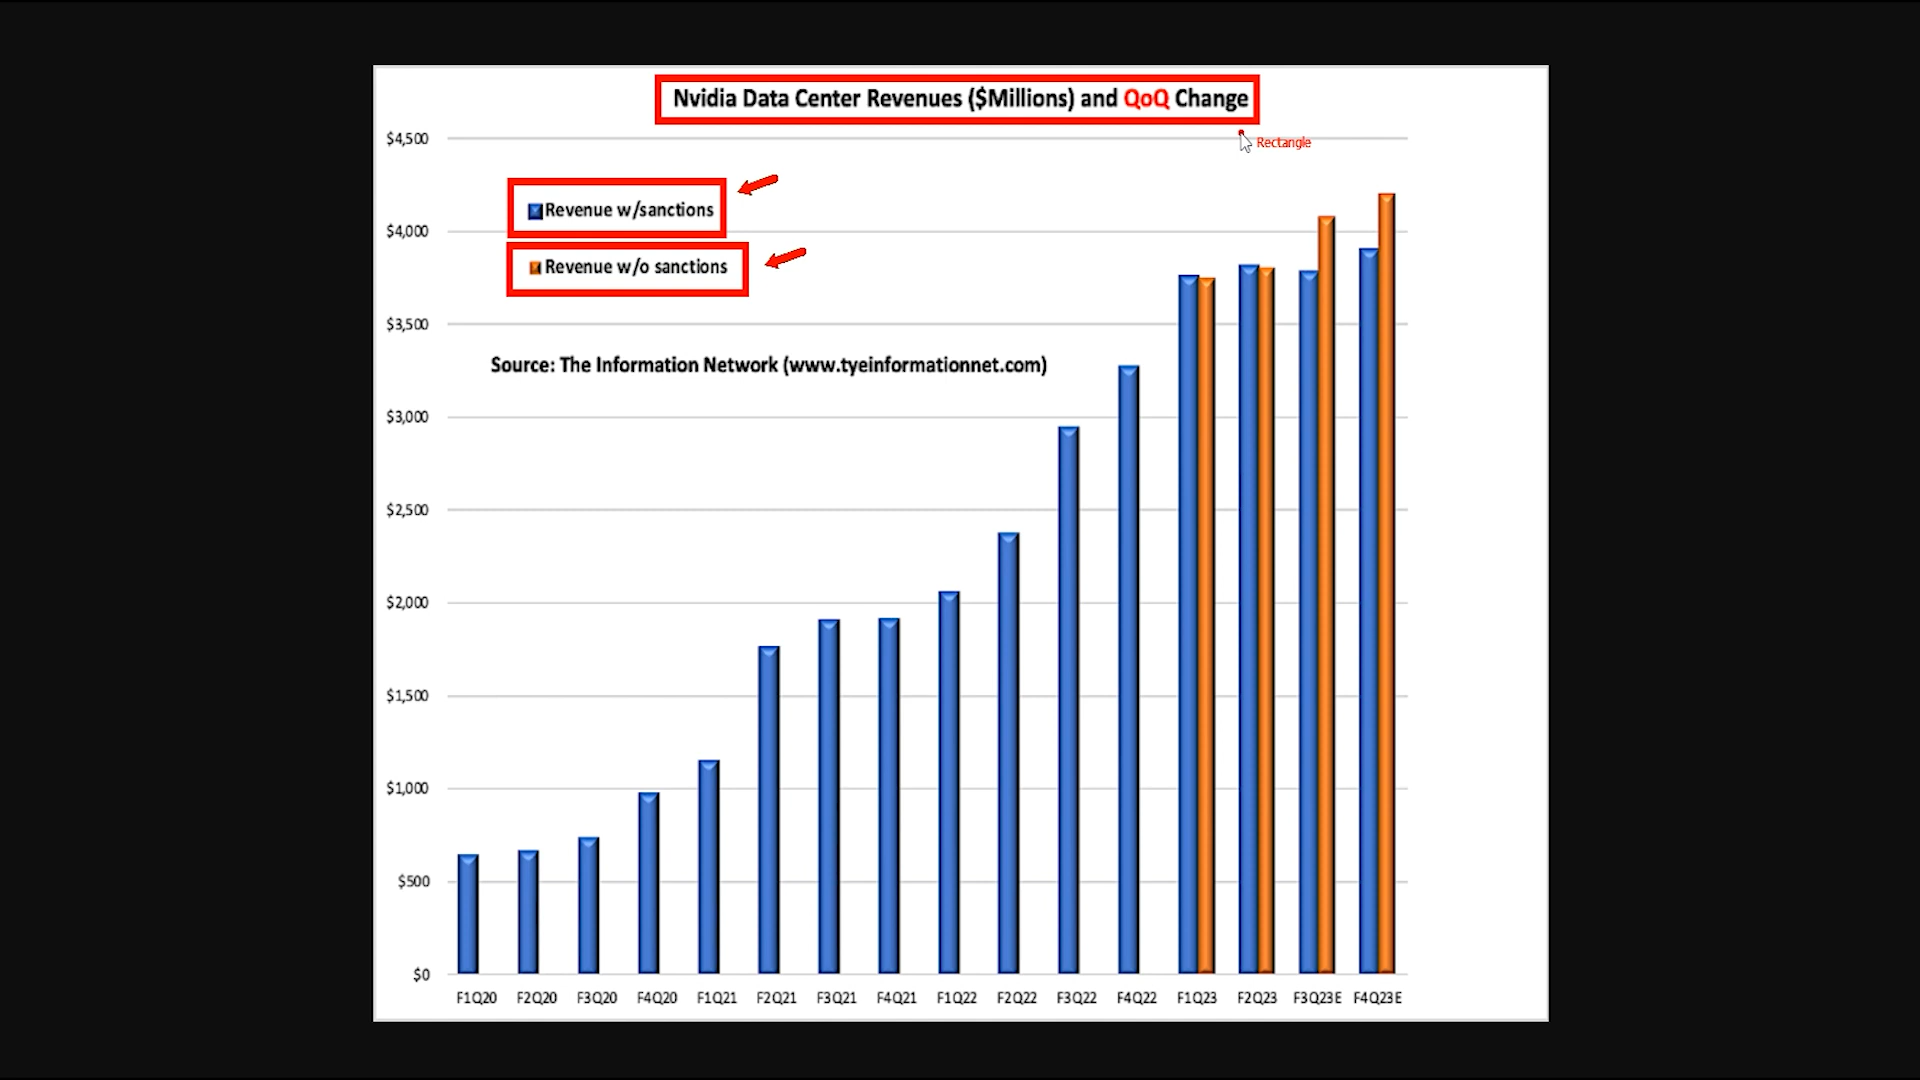 Nvidia Data Center Revenues ($Millions) and QoQ Change
$4,500
Rectangle
Revenue w/sanctions
$4,000
Revenue w/o sanctions
$3,500
Source: The Information Network (www.tyeinformationnet.com)
$3,000
$2,500
$2,000
$1,500
$1,000
$500
$0
F1Q20 F2Q20 F3Q20 F4Q20 F1Q21 F2Q21 F3Q21 F4Q21 F1Q22 F2Q22 F3Q22 F4Q22 F1Q23 F2Q23 F3Q23E F4Q23E